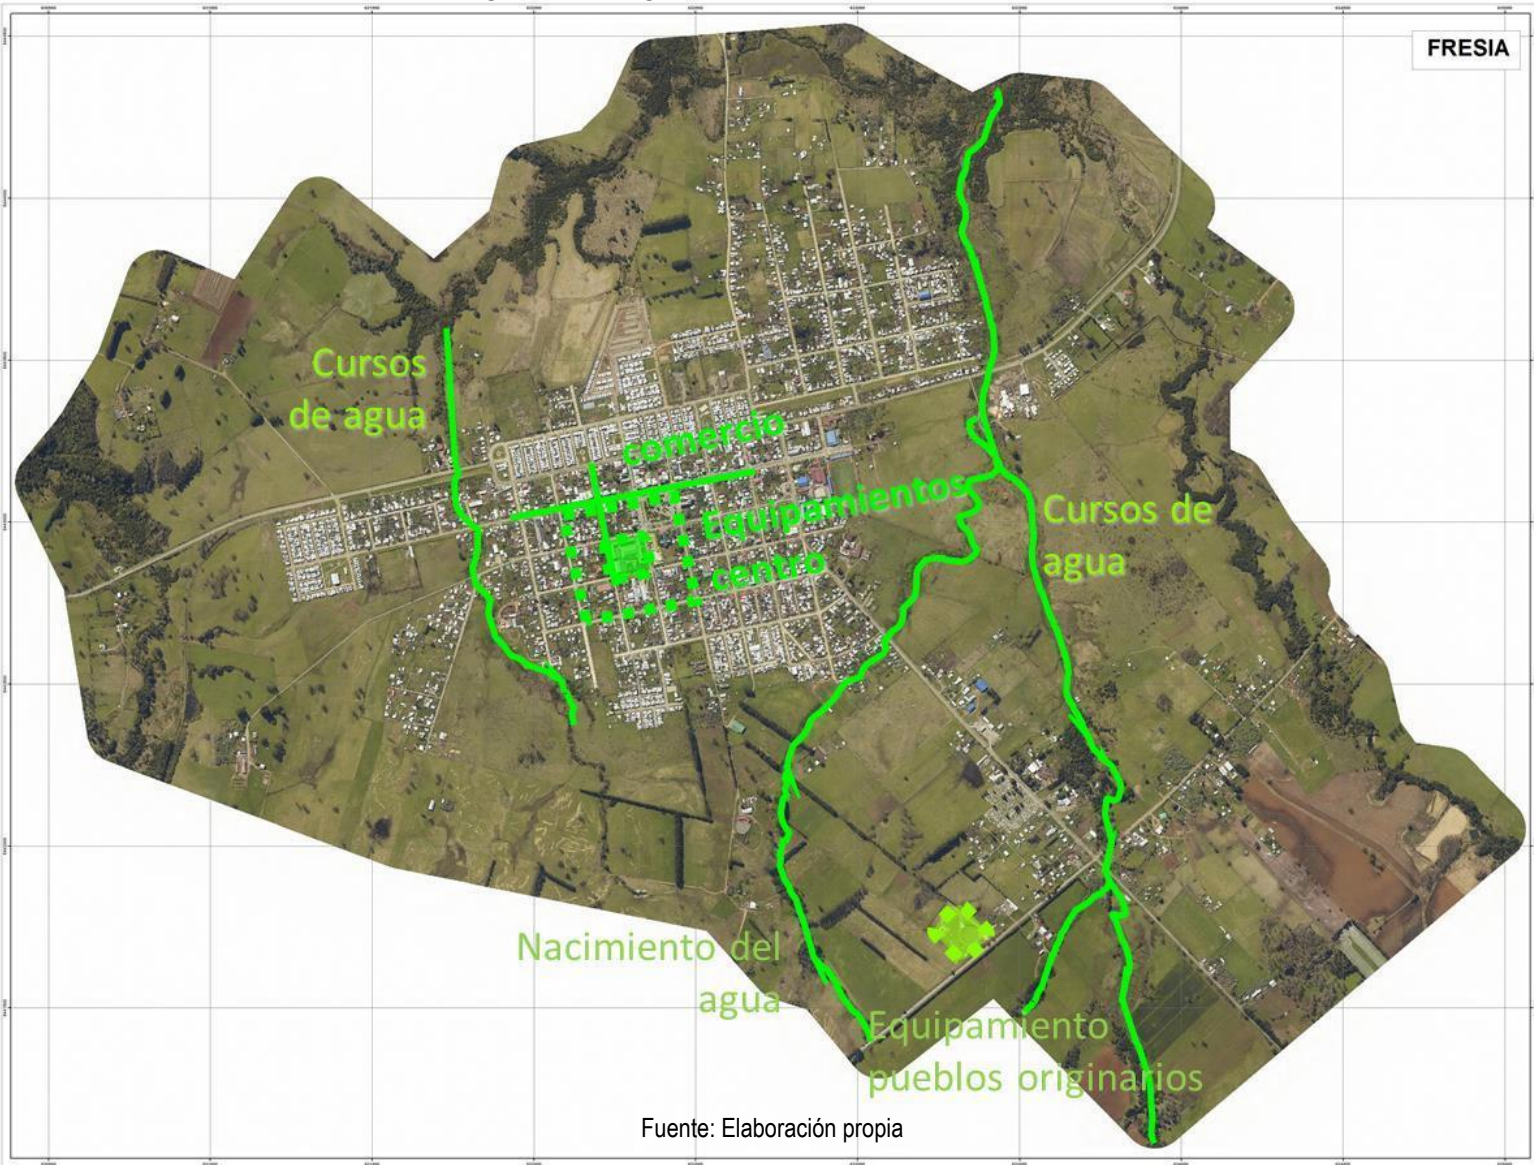 FRESIA
Cursos
de agua
comercio
Equipamientos
centro
Cursos de
agua
Nacimiento del
agua
Equipamiento
pueblos originarios
Fuente: Elaboración propia